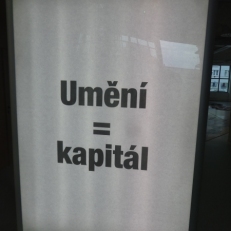 Umění
=
kapitál